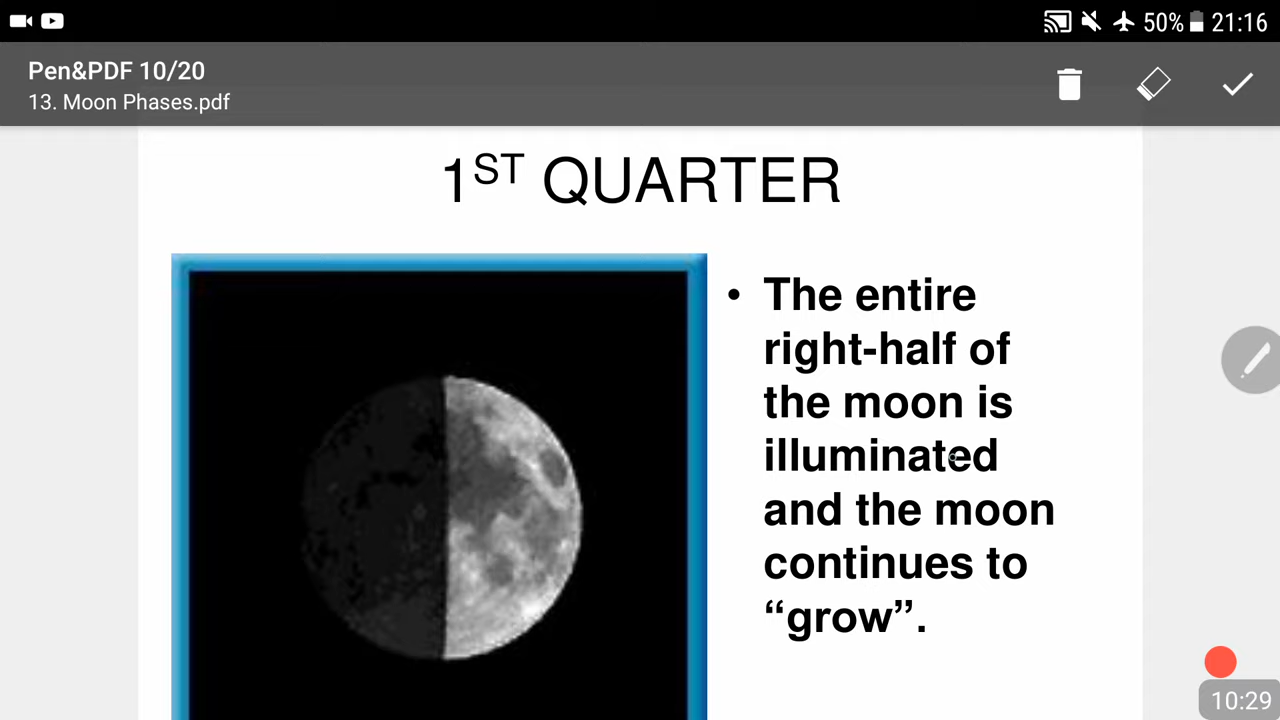 50% 21:16
Pen&PDF 10/20
13. Moon Phases.pdf
1ST QUARTER
• The entire
right-half of
the moon is
illuminated
and the moon
continues to
“grow”.
10:29